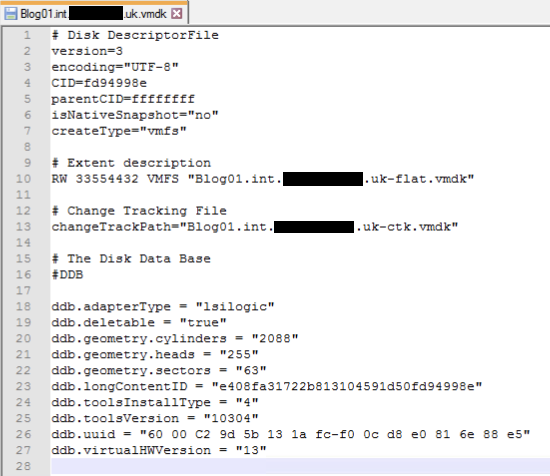 Blog01.int. .uk.vmdk
1 # Disk DescriptorFile
2 version=3
3 encoding="UTF-8"
4 CID=fd94998e
5 parentCID=ffffffff
6 isNativeSnapshot="no"
7 createType="vmfs"
8
9 # Extent description
10 RW 33554432 VMFS "Blog01.int. .uk-flat.vmdk"
11
12 # Change Tracking File
13 changeTrackPath="Blog01.int. .uk-ctk.vmdk"
14
15 # The Disk Data Base
16 #DDB
17
18 ddb.adapterType = "lsilogic"
19 ddb.deletable = "true"
20 ddb.geometry.cylinders = "2088"
21 ddb.geometry.heads = "255"
22 ddb.geometry.sectors = "63"
23 ddb.longContentID = "e408fa31722b813104591d50fd94998e"
24 ddb.toolsInstallType = "4"
25 ddb.toolsVersion = "10304"
26 ddb.uuid = "60 00 C2 9d 5b 13 1a fc-f0 0c d8 e0 81 6e 88 e5"
27 ddb.virtualHWVersion = "13"
28